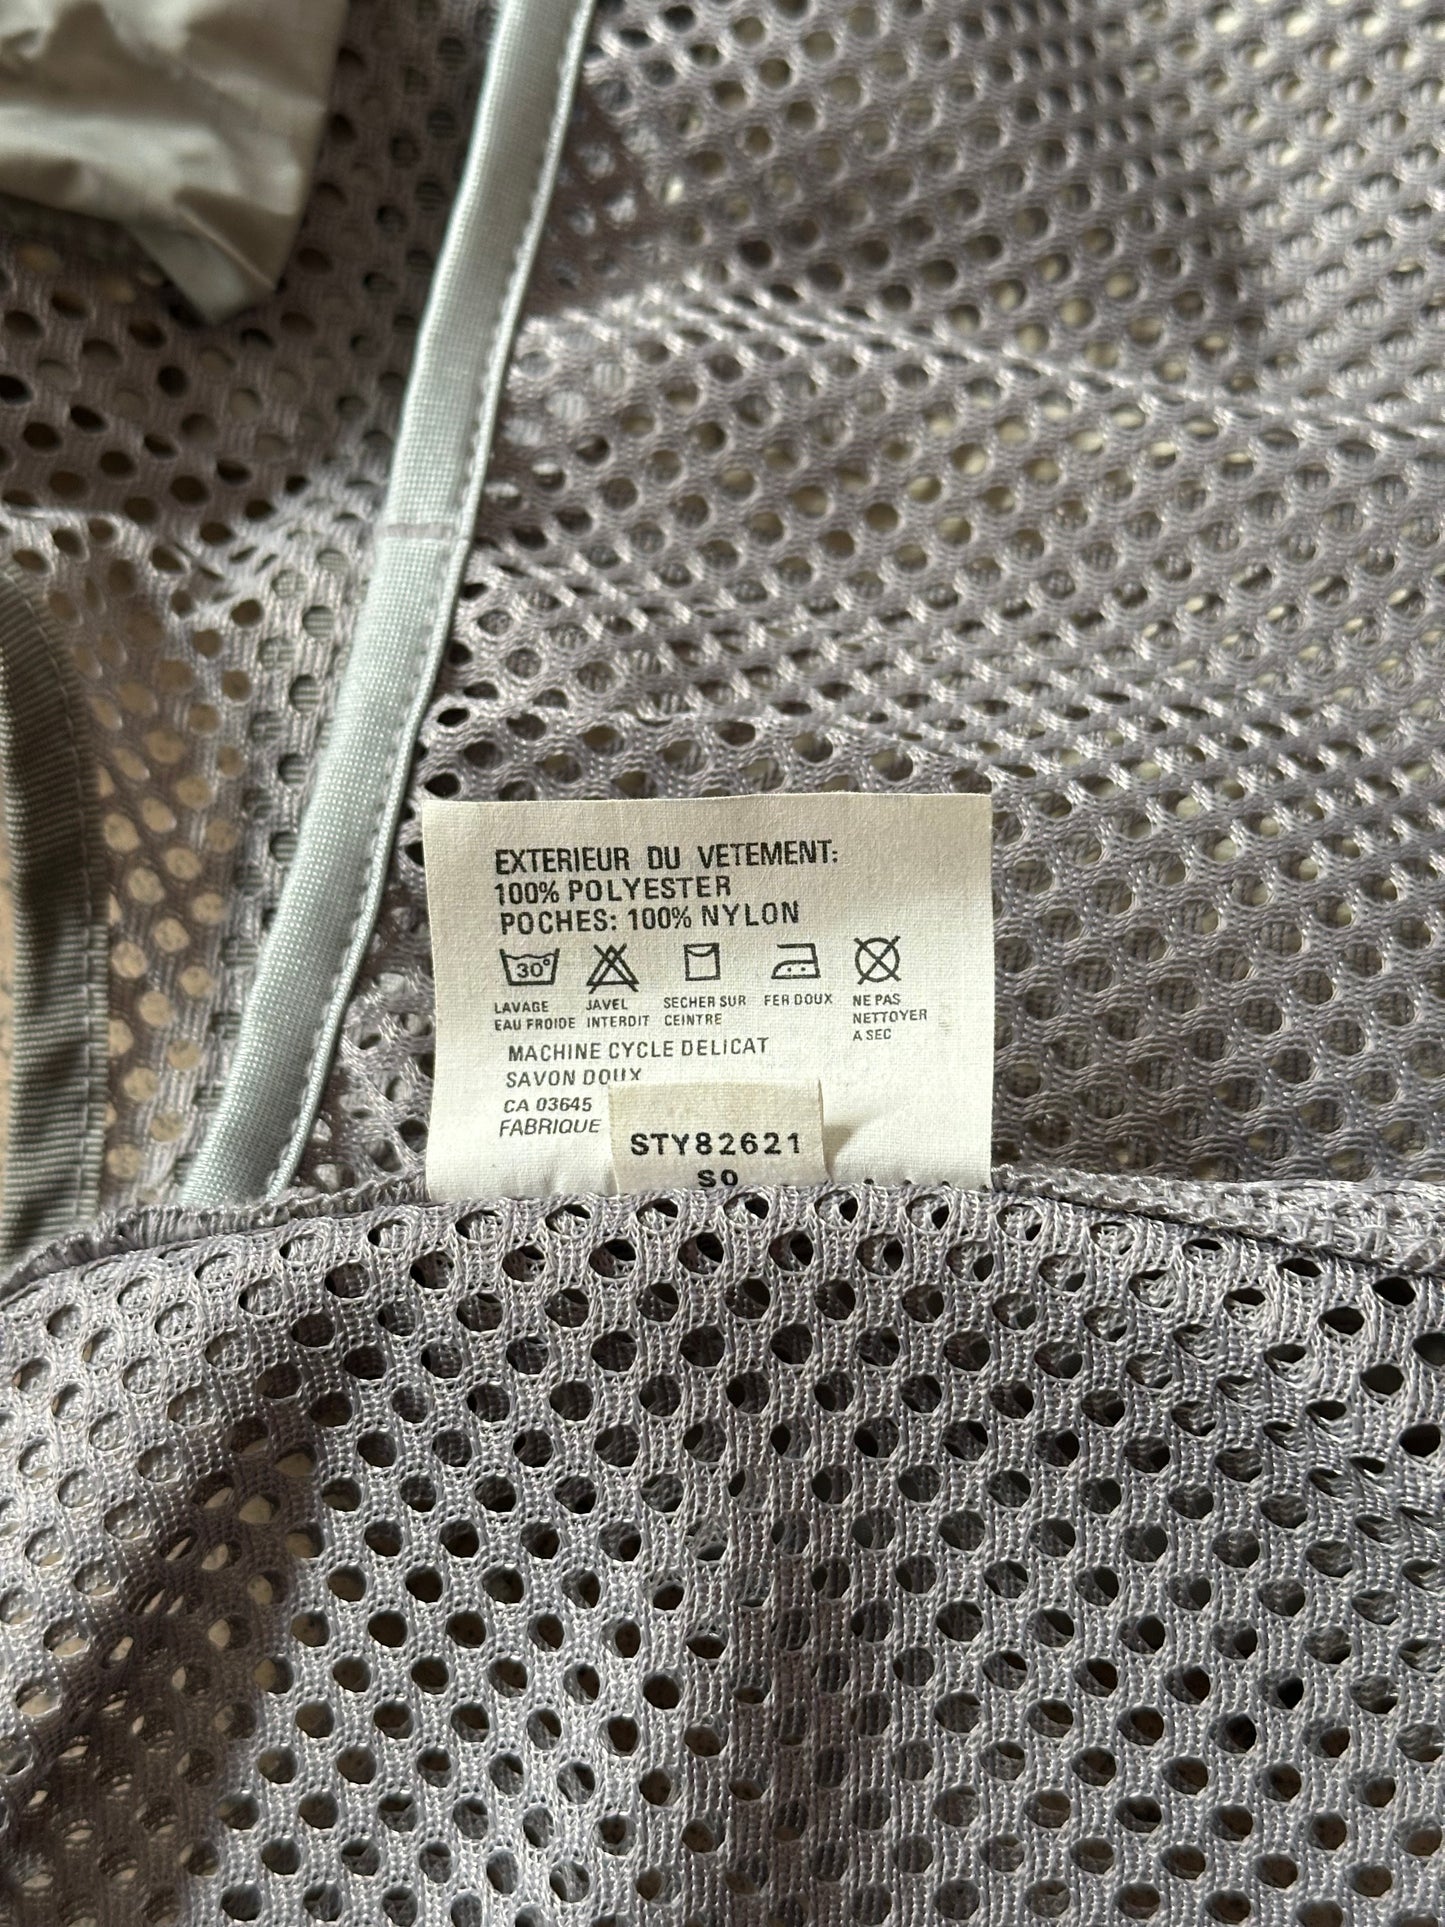 EXTERIEUR DU VETEMENT:
100% POLYESTER
POCHES: 100% NYLON
30°
LAVAGE EAU FROIDE
JAVEL INTERDIT
SECHER SUR CEINTRE
FER DOUX
NE PAS NETTOYER A SEC
MACHINE CYCLE DELICAT
SAVON DOUX
CA 03645
FABRIQUE
STY82621